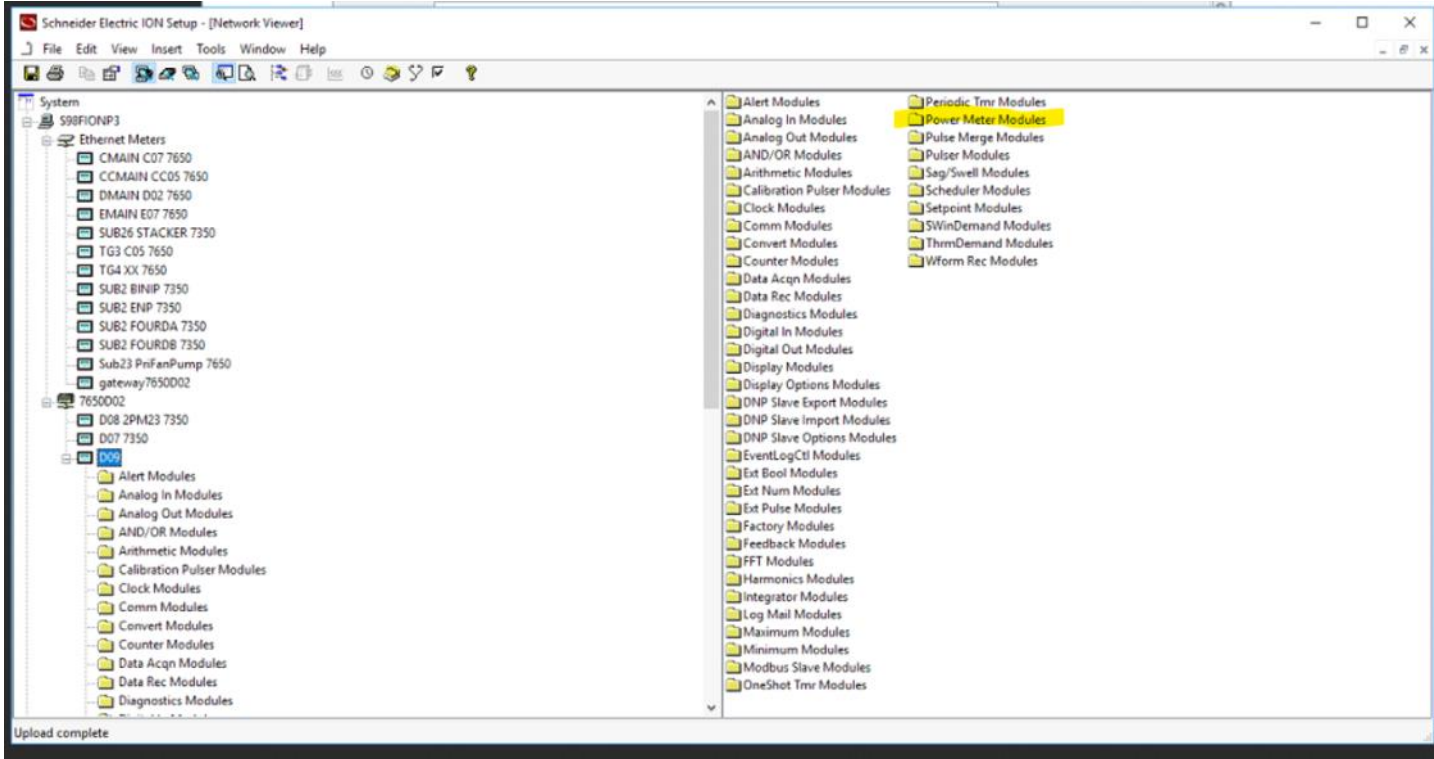 Schneider Electric ION Setup - [Network Viewer]
File Edit View Insert Tools Window Help
System
S98FIONP3
Ethernet Meters
CMAIN C07 7650
CCMAIN CC05 7650
DMAIN D02 7650
EMAIN E07 7650
SUB26 STACKER 7350
TG3 C05 7650
TG4 XX 7650
SUB2 BINIP 7350
SUB2 ENP 7350
SUB2 FOURDA 7350
SUB2 FOURDB 7350
Sub23 PriFanPump 7650
gateway7650D02
7650D02
D08 2PM23 7350
D07 7350
D09
Alert Modules
Analog In Modules
Analog Out Modules
AND/OR Modules
Arithmetic Modules
Calibration Pulser Modules
Clock Modules
Comm Modules
Convert Modules
Counter Modules
Data Acqn Modules
Data Rec Modules
Diagnostics Modules
Alert Modules
Analog In Modules
Analog Out Modules
AND/OR Modules
Arithmetic Modules
Calibration Pulser Modules
Clock Modules
Comm Modules
Convert Modules
Counter Modules
Data Acqn Modules
Data Rec Modules
Diagnostics Modules
Digital In Modules
Digital Out Modules
Display Modules
Display Options Modules
DNP Slave Export Modules
DNP Slave Import Modules
DNP Slave Options Modules
EventLogCtl Modules
Ext Bool Modules
Ext Num Modules
Ext Pulse Modules
Factory Modules
Feedback Modules
FFT Modules
Harmonics Modules
Integrator Modules
Log Mail Modules
Maximum Modules
Minimum Modules
Modbus Slave Modules
OneShot Tmr Modules
Periodic Tmr Modules
Power Meter Modules
Pulse Merge Modules
Pulser Modules
Sag/Swell Modules
Scheduler Modules
Setpoint Modules
SWinDemand Modules
ThrmDemand Modules
Wform Rec Modules
Upload complete